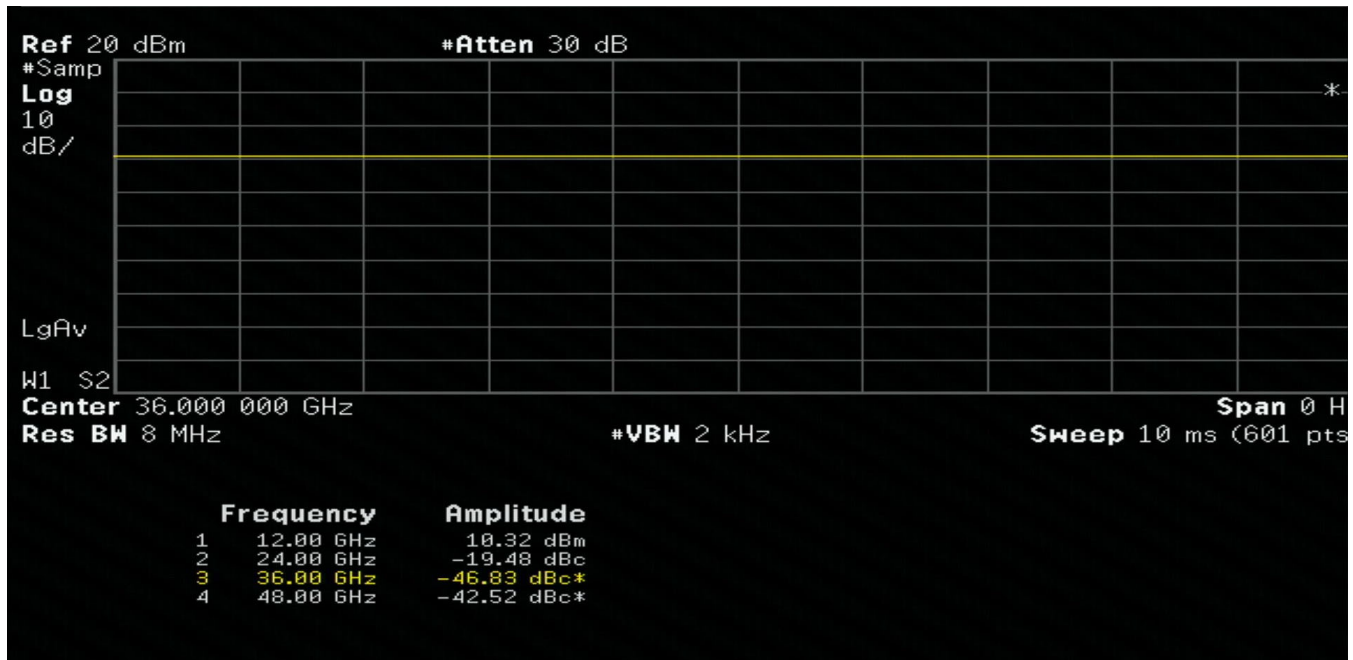 Ref 20 dBm #Atten 30 dB
#Samp
Log
10
dB/
*
LgAv
W1 S2
Center 36.000 000 GHz Span 0 H
Res BW 8 MHz #VBW 2 kHz Sweep 10 ms (601 pts
Frequency Amplitude
1 12.00 GHz 10.32 dBm
2 24.00 GHz -19.48 dBc
3 36.00 GHz -46.83 dBc*
4 48.00 GHz -42.52 dBc*